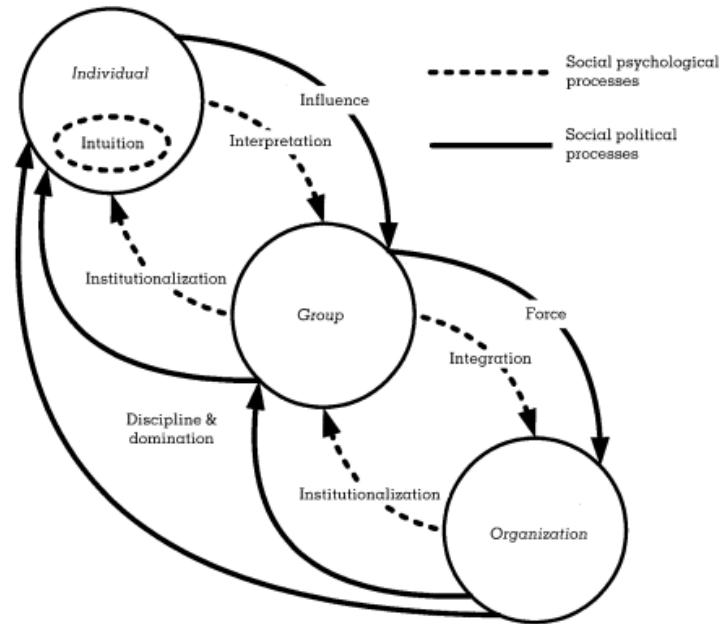 Individual
Intuition
Influence
Interpretation
Social psychological
processes
Social political
processes
Institutionalization
Group
Force
Integration
Discipline &
domination
Institutionalization
Organization